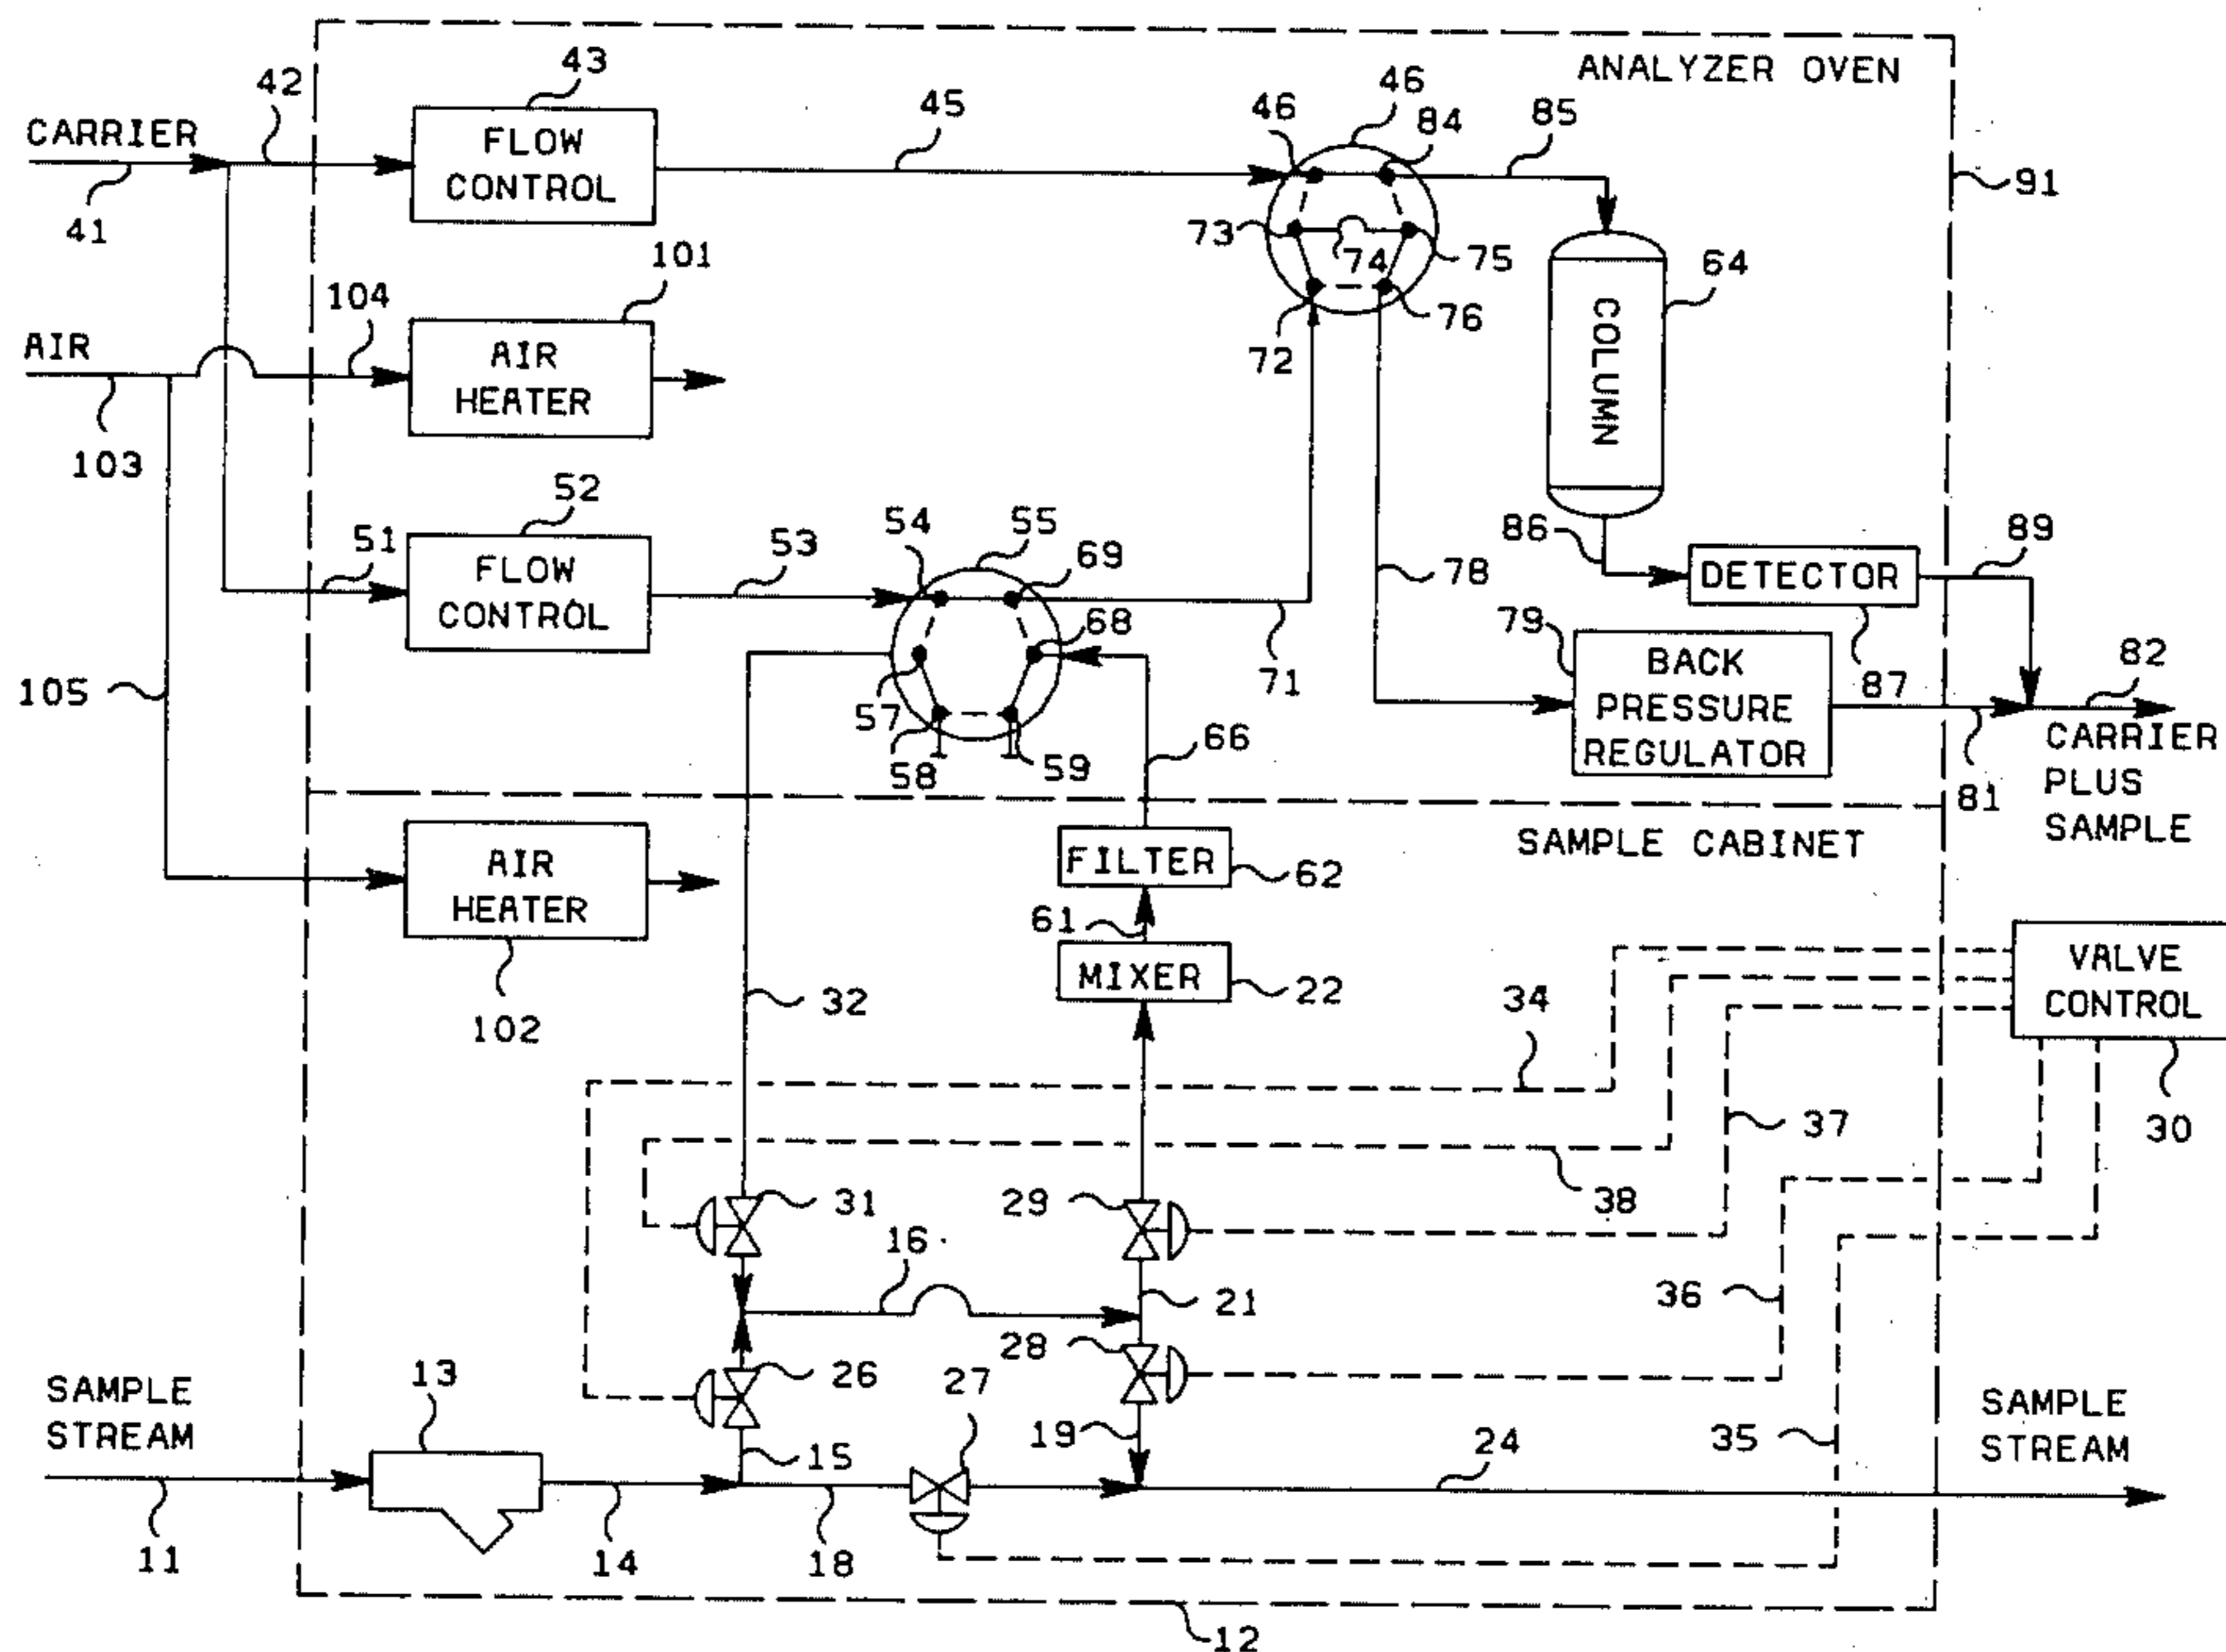 ANALYZER OVEN
43
42
45
46
46
84
85
CARRIER
FLOW
CONTROL
41
91
101
73
74
75
64
104
AIR
AIR
HEATER
72
76
COLUMN
103
52
54
55
51
53
69
86
89
FLOW
CONTROL
78
DETECTOR
68
79
BACK
PRESSURE
REGULATOR
87
82
105
57
71
66
58
59
81
CARRIER
PLUS
SAMPLE
SAMPLE CABINET
AIR
HEATER
FILTER
62
61
VALVE
CONTROL
MIXER
22
32
34
102
37
30
31
29
38
16
21
36
28
13
26
27
SAMPLE
STREAM
SAMPLE
STREAM
15
19
24
35
11
14
18
12